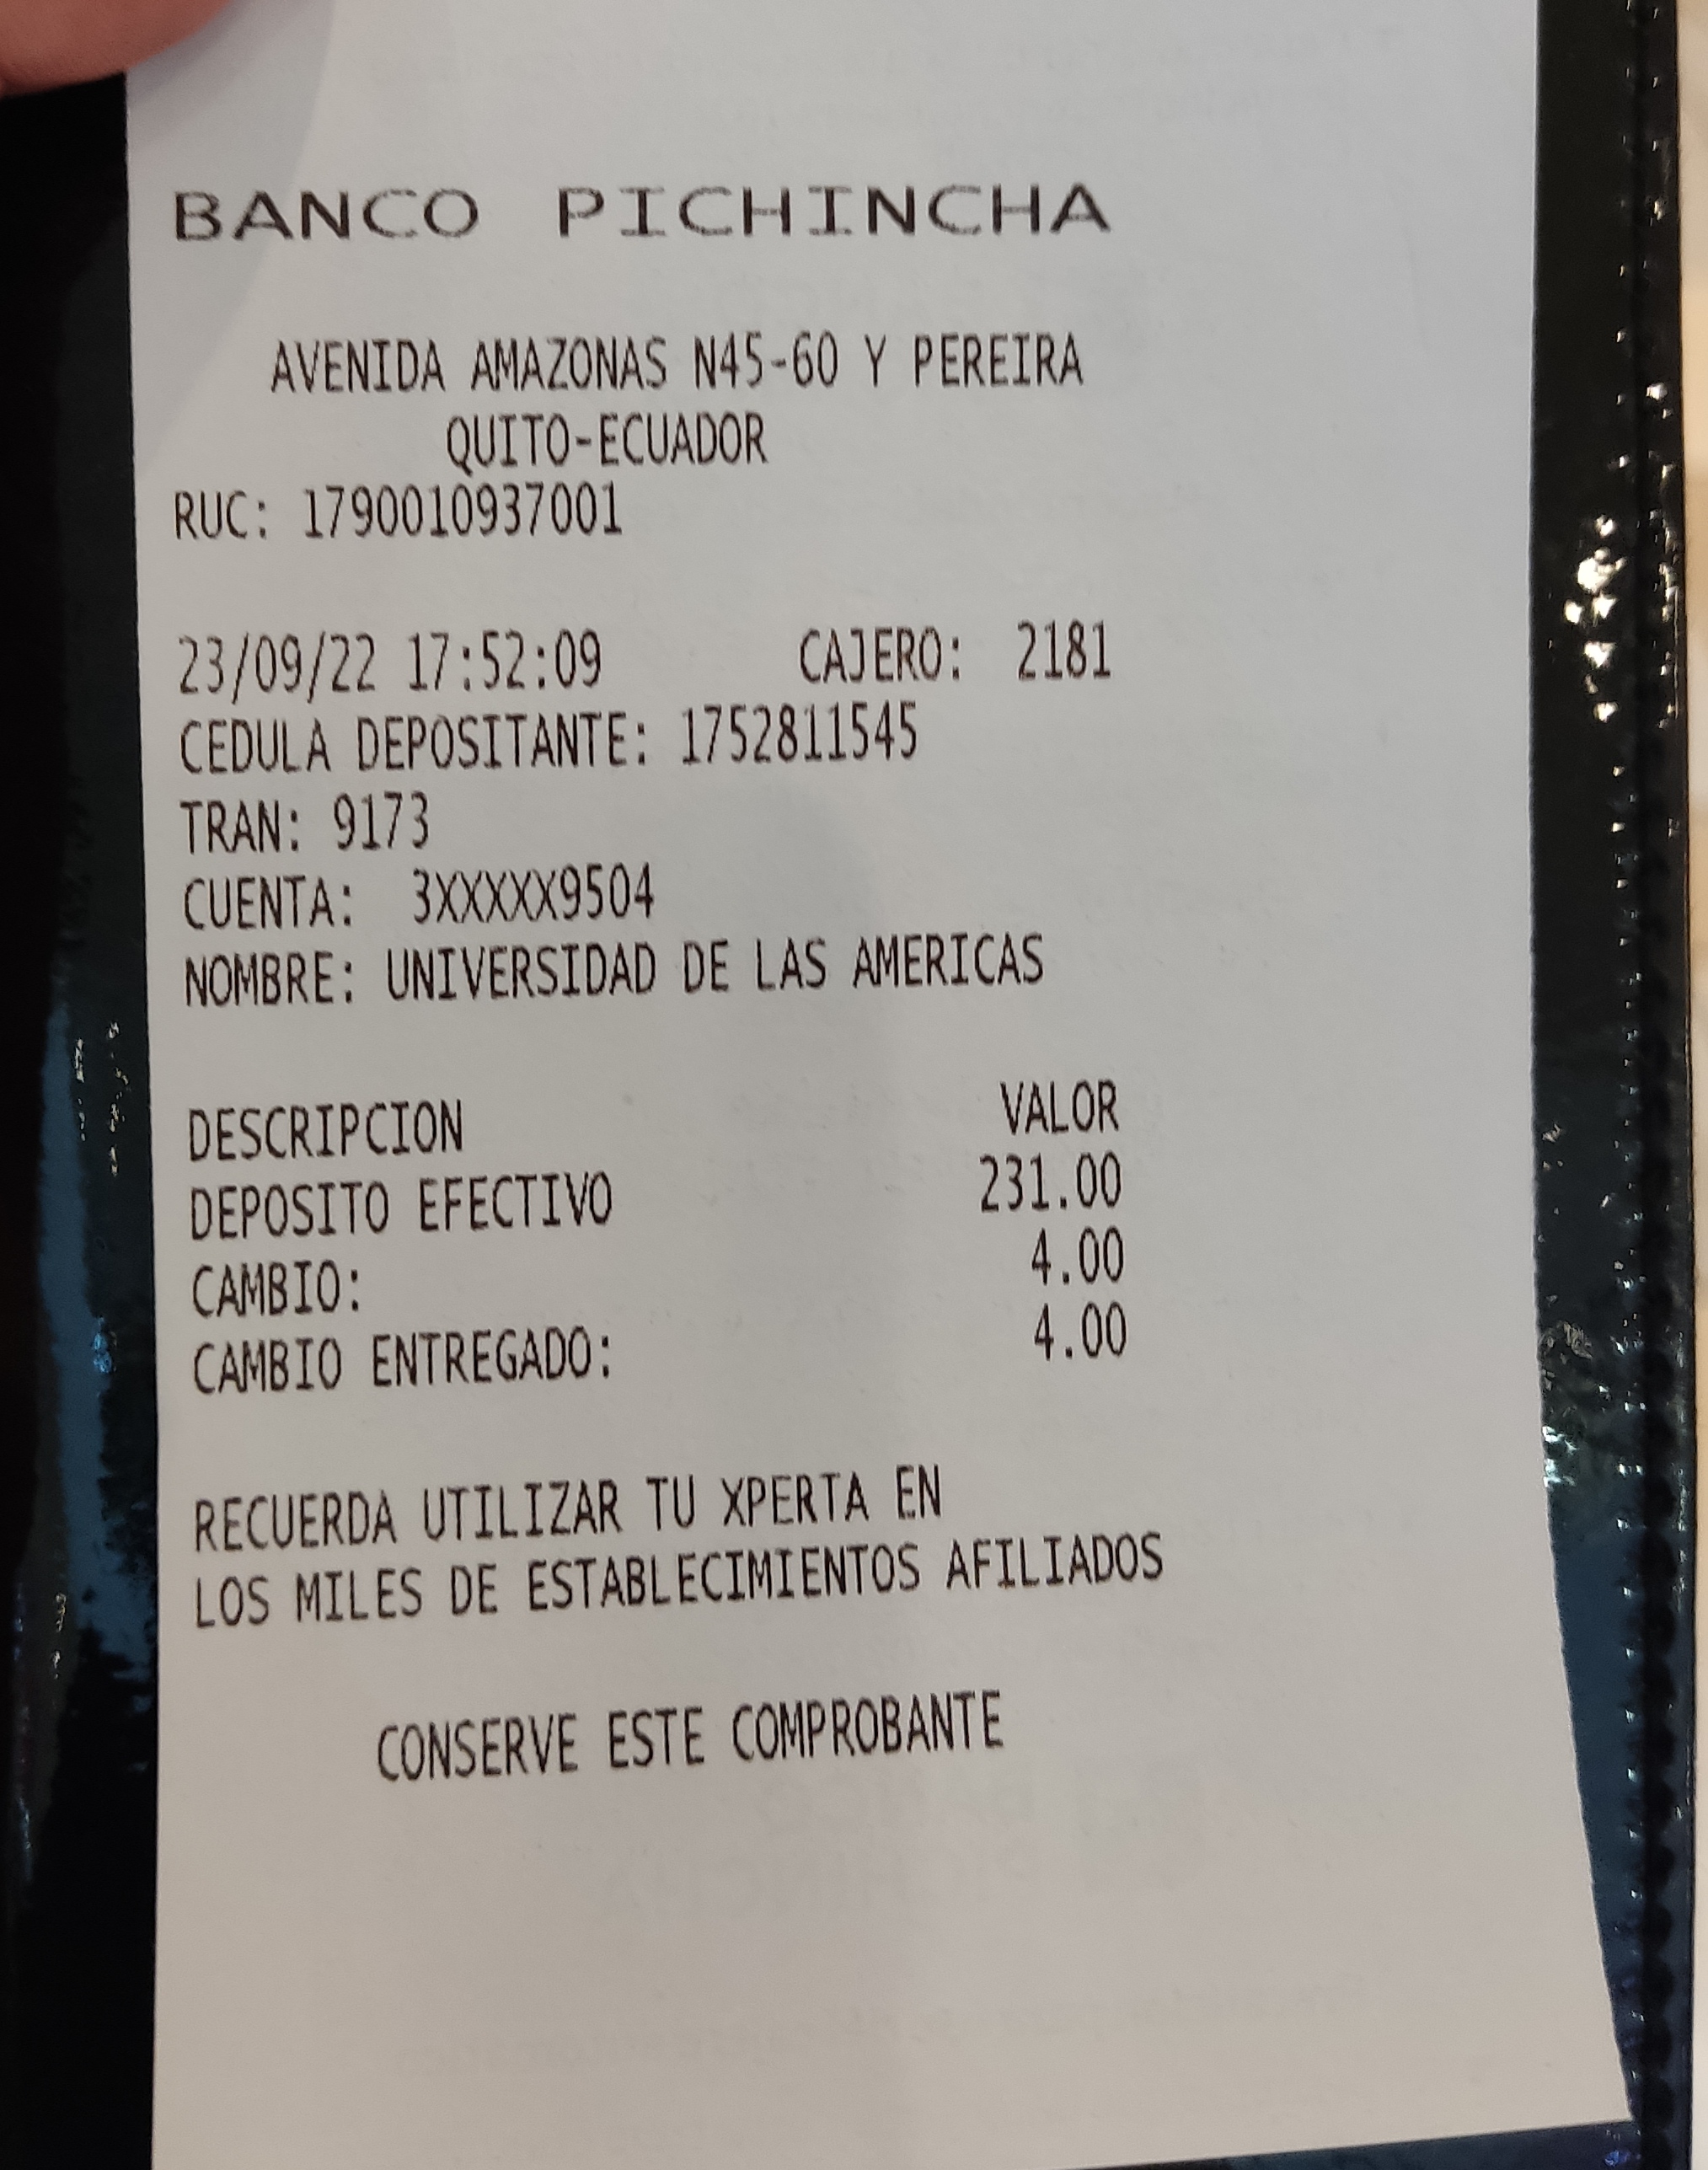 BANCO PICHINCHA
AVENIDA AMAZONAS N45-60 Y PEREIRA
QUITO-ECUADOR
RUC: 1790010937001
23/09/22 17:52:09 CAJERO: 2181
CEDULA DEPOSITANTE: 1752811545
TRAN: 9173
CUENTA: 3XXXXX9504
NOMBRE: UNIVERSIDAD DE LAS AMERICAS
DESCRIPCION VALOR
DEPOSITO EFECTIVO 231.00
CAMBIO: 4.00
CAMBIO ENTREGADO: 4.00
RECUERDA UTILIZAR TU XPERTA EN
LOS MILES DE ESTABLECIMIENTOS AFILIADOS
CONSERVE ESTE COMPROBANTE